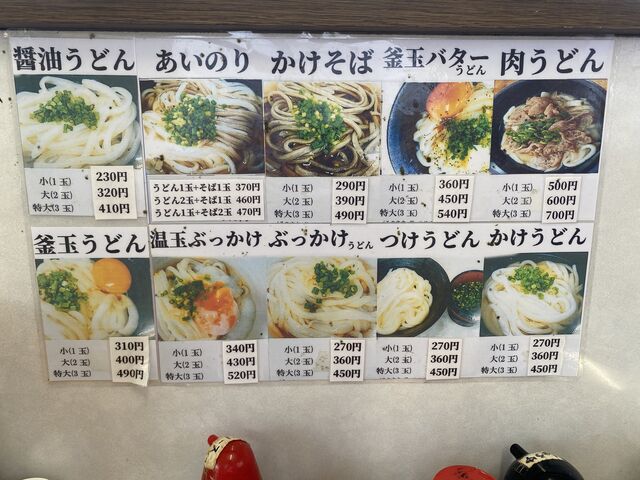 醤油うどん
小(1玉) 230円
大(2玉) 320円
特大(3玉) 410円
あいのり
うどん1玉+そば1玉 370円
うどん2玉+そば1玉 460円
うどん1玉+そば2玉 470円
かけそば
小(1玉) 290円
大(2玉) 390円
特大(3玉) 490円
釜玉バター
うどん
小(1玉) 360円
大(2玉) 450円
特大(3玉) 540円
肉うどん
小(1玉) 500円
大(2玉) 600円
特大(3玉) 700円
釜玉うどん
小(1玉) 310円
大(2玉) 400円
特大(3玉) 490円
温玉ぶっかけ
小(1玉) 340円
大(2玉) 430円
特大(3玉) 520円
ぶっかけうどん
小(1玉) 270円
大(2玉) 360円
特大(3玉) 450円
つけうどん
小(1玉) 270円
大(2玉) 360円
特大(3玉) 450円
かけうどん
小(1玉) 270円
大(2玉) 360円
特大(3玉) 450円